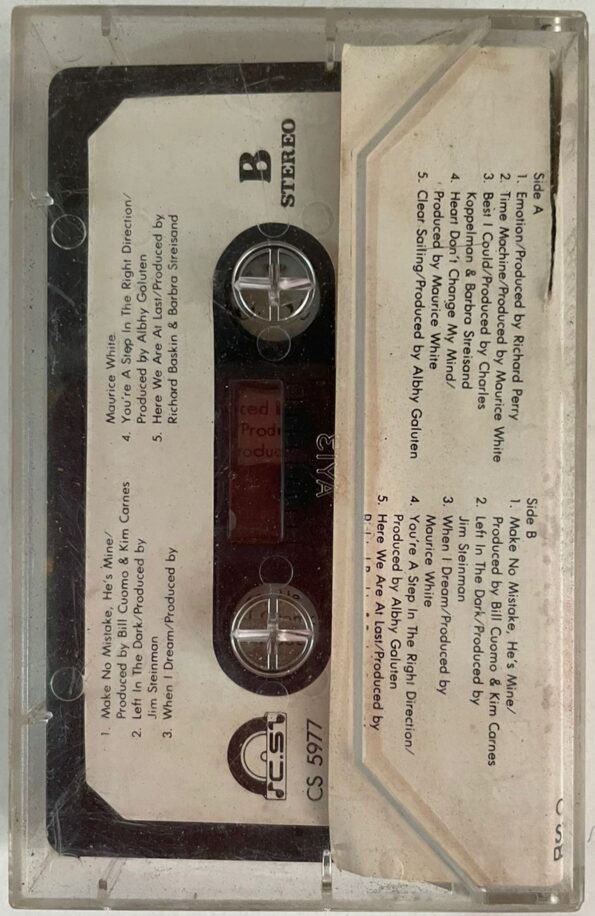 Side A
1. Emotion/Produced by Richard Perry
2. Time Machine/Produced by Maurice White
3. Best I Could/Produced by Charles
Koppelman & Barbra Streisand
4. Heart Don't Change My Mind/
Produced by Maurice White
5. Clear Sailing/Produced by Albhy Galuten
Side B
1. Make No Mistake, He's Mine/
Produced by Bill Cuomo & Kim Carnes
2. Left In The Dark/Produced by
Jim Steinman
3. When I Dream/Produced by
Maurice White
4. You're A Step In The Right Direction/
Produced by Albhy Galuten
5. Here We Are At Last/Produced by
B
STEREO
1. Make No Mistake, He's Mine/
Produced by Bill Cuomo & Kim Carnes
2. Left In The Dark/Produced by
Jim Steinman
3. When I Dream/Produced by
Maurice White
4. You're A Step In The Right Direction/
Produced by Albhy Galuten
5. Here We Are At Last/Produced by
Richard Baskin & Barbra Streisand
CS 5977